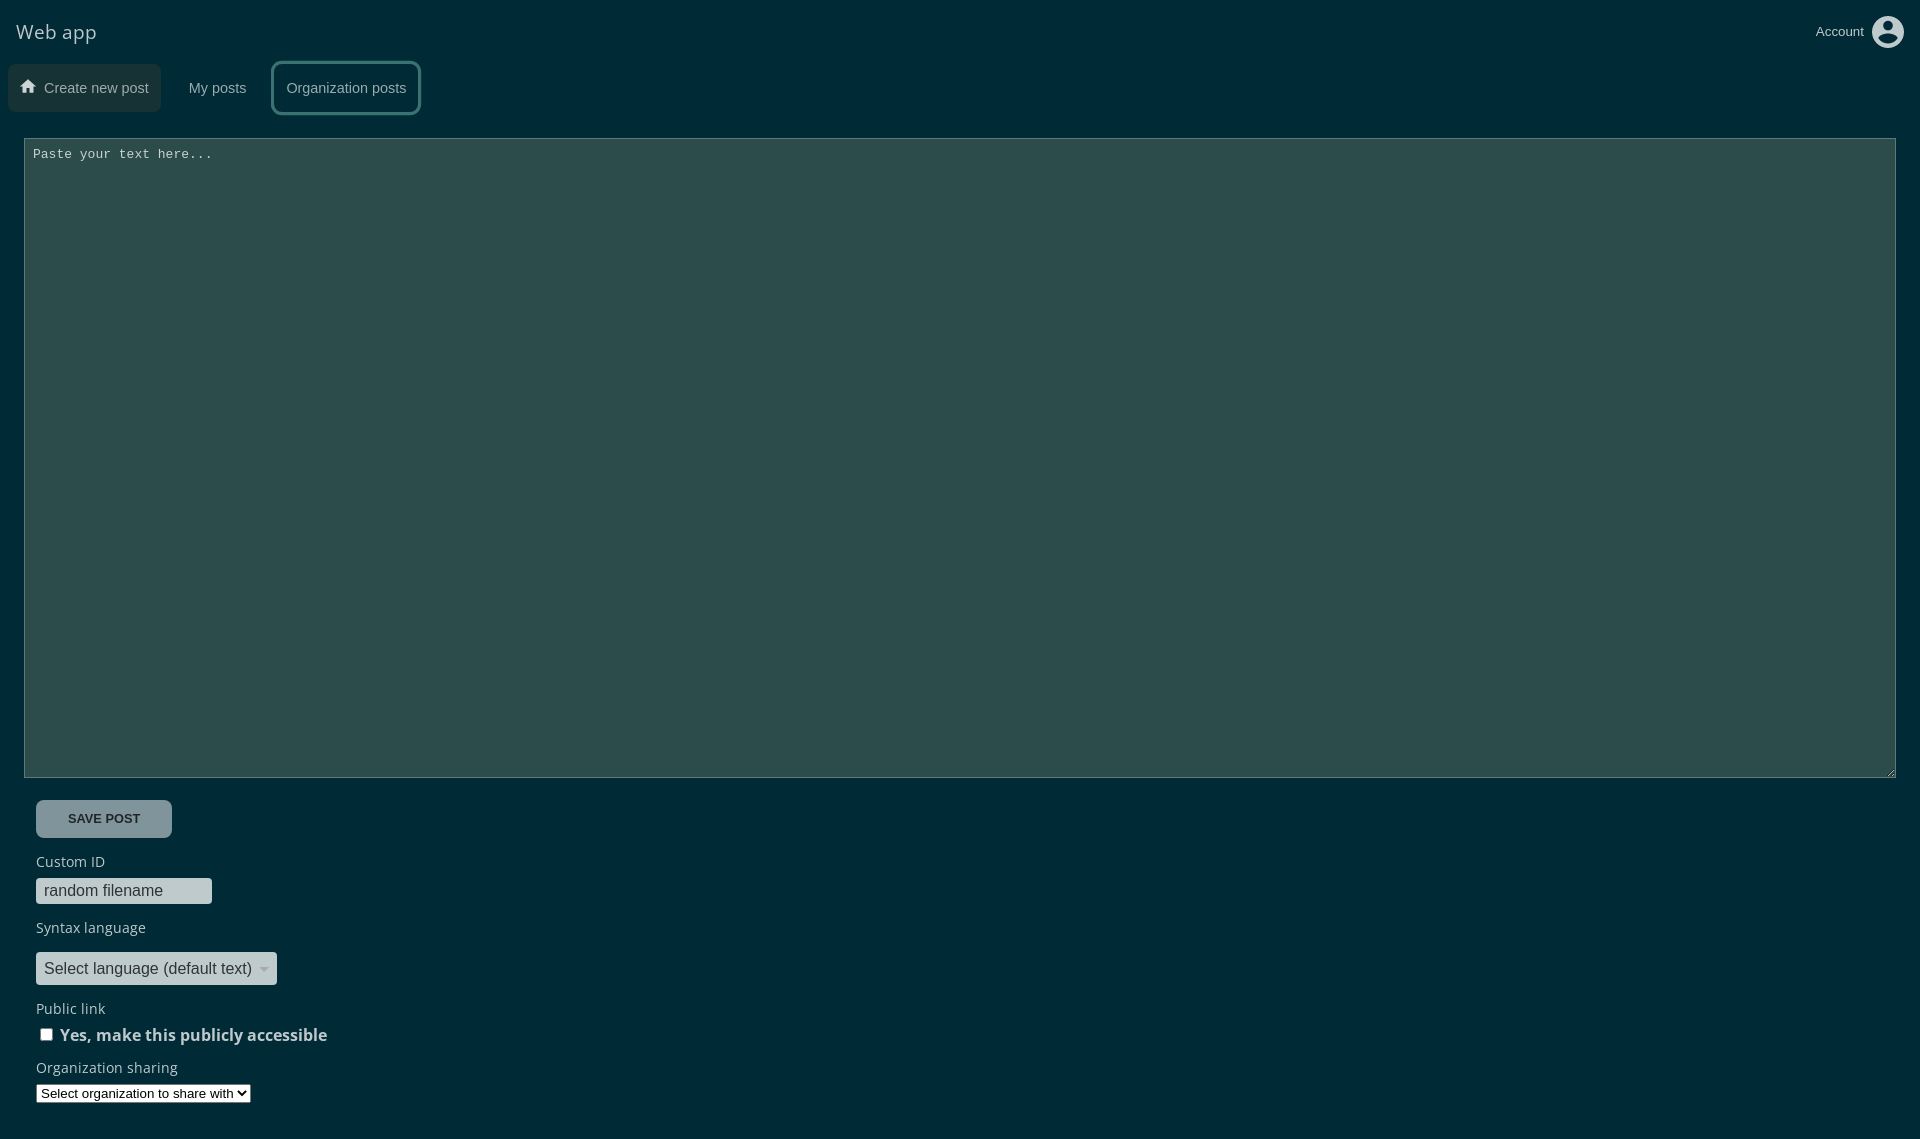 Web app
Account
Create new post
My posts
Organization posts
Paste your text here...
SAVE POST
Custom ID
random filename
Syntax language
Select language (default text)
Public link
Yes, make this publicly accessible
Organization sharing
Select organization to share with